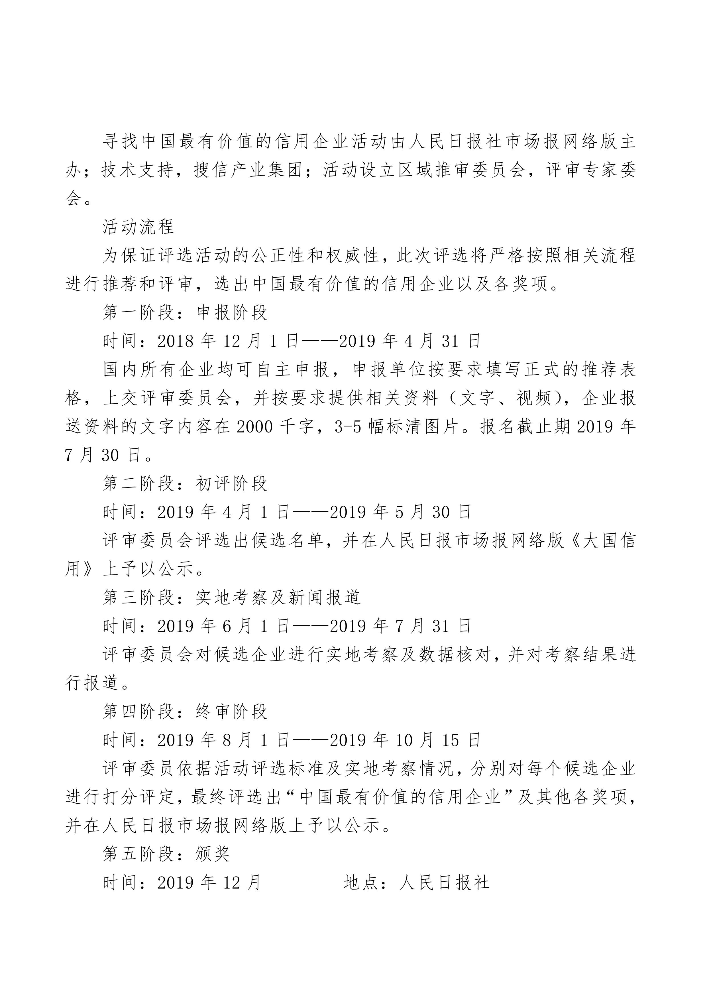 寻找中国最有价值的信用企业活动由人民日报社市场报网络版主
办；技术支持，搜信产业集团；活动设立区域推审委员会，评审专家委
会。
活动流程
为保证评选活动的公正性和权威性，此次评选将严格按照相关流程
进行推荐和评审，选出中国最有价值的信用企业以及各奖项。
第一阶段：申报阶段
时间：2018 年 12 月 1 日——2019 年 4 月 31 日
国内所有企业均可自主申报，申报单位按要求填写正式的推荐表
格，上交评审委员会，并按要求提供相关资料（文字、视频），企业报
送资料的文字内容在 2000 千字，3-5 幅标清图片。报名截止期 2019 年
7 月 30 日。
第二阶段：初评阶段
时间：2019 年 4 月 1 日——2019 年 5 月 30 日
评审委员会评选出候选名单，并在人民日报市场报网络版《大国信
用》上予以公示。
第三阶段：实地考察及新闻报道
时间：2019 年 6 月 1 日——2019 年 7 月 31 日
评审委员会对候选企业进行实地考察及数据核对，并对考察结果进
行报道。
第四阶段：终审阶段
时间：2019 年 8 月 1 日——2019 年 10 月 15 日
评审委员依据活动评选标准及实地考察情况，分别对每个候选企业
进行打分评定，最终评选出“中国最有价值的信用企业”及其他各奖项，
并在人民日报市场报网络版上予以公示。
第五阶段：颁奖
时间：2019 年 12 月 地点：人民日报社